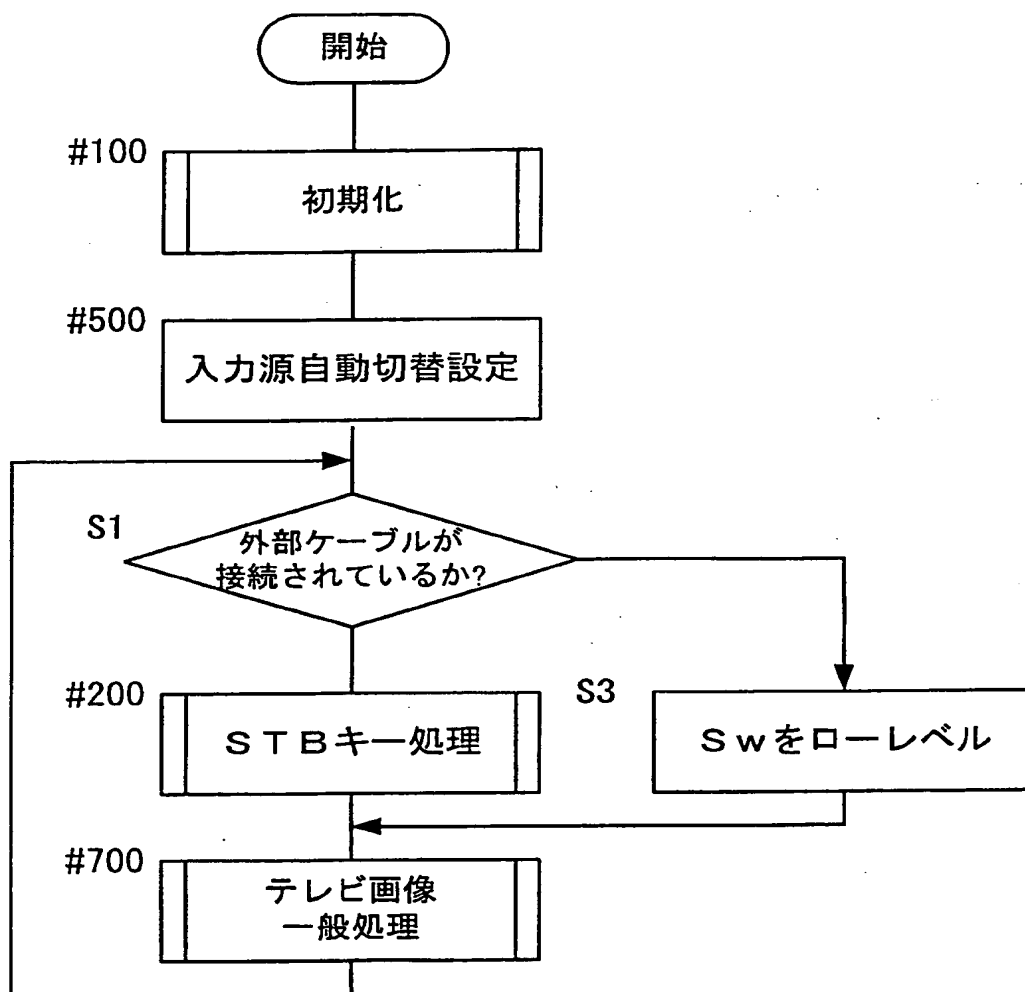 開始
#100
初期化
#500
入力源自動切替設定
S1
外部ケーブルが
接続されているか?
#200
STBキー処理
S3
Swをローレベル
#700
テレビ画像
一般処理